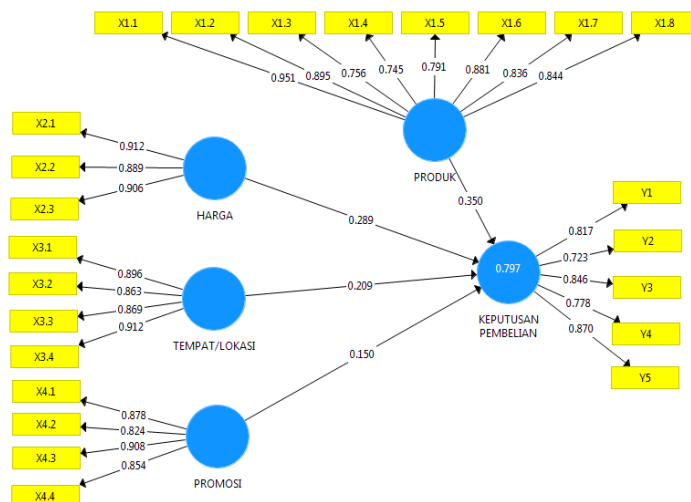 X1.1
X1.2
X1.3
X1.4
X1.5
X1.6
X1.7
X1.8
0.951
0.895
0.756
0.745
0.791
0.881
0.836
0.844
PRODUK
0.350
X2.1
X2.2
X2.3
0.912
0.889
0.906
HARGA
0.289
X3.1
X3.2
X3.3
X3.4
0.896
0.863
0.869
0.912
TEMPAT/LOKASI
0.209
X4.1
X4.2
X4.3
X4.4
0.878
0.824
0.908
0.854
PROMOSI
0.150
0.797
KEPUTUSAN
PEMBELIAN
0.817
0.723
0.846
0.778
0.870
Y1
Y2
Y3
Y4
Y5